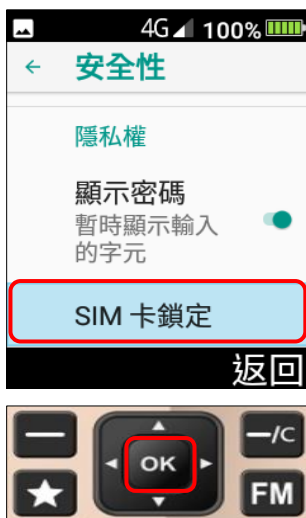 4G 100%
← 安全性
隱私權
顯示密碼
暫時顯示輸入
的字元
SIM 卡鎖定
返回
—/C
OK
FM